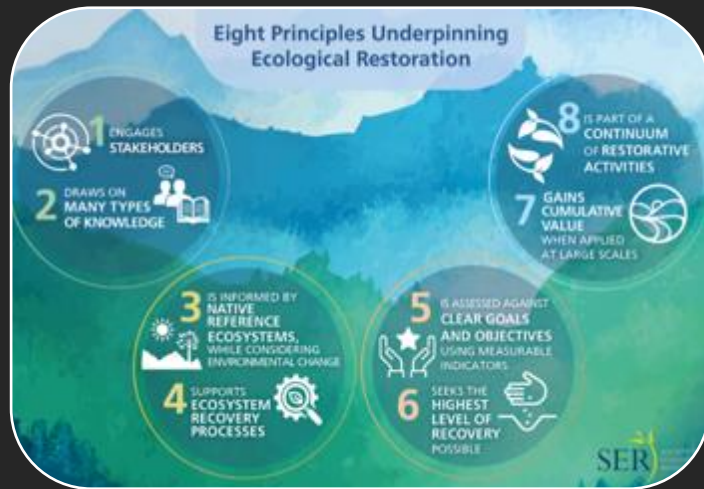 Eight Principles Underpinning
Ecological Restoration
1 ENGAGES
STAKEHOLDERS
2 DRAWS ON
MANY TYPES
OF KNOWLEDGE
3 IS INFORMED BY
NATIVE
REFERENCE
ECOSYSTEMS,
WHILE CONSIDERING
ENVIRONMENTAL CHANGE
4 SUPPORTS
ECOSYSTEM
RECOVERY
PROCESSES
5 IS ASSESSED AGAINST
CLEAR GOALS
AND OBJECTIVES
USING MEASURABLE
INDICATORS
6 SEEKS THE
HIGHEST
LEVEL OF
RECOVERY
POSSIBLE
7 GAINS
CUMULATIVE
VALUE
WHEN APPLIED
AT LARGE SCALES
8 IS PART OF A
CONTINUUM
OF RESTORATIVE
ACTIVITIES
SER